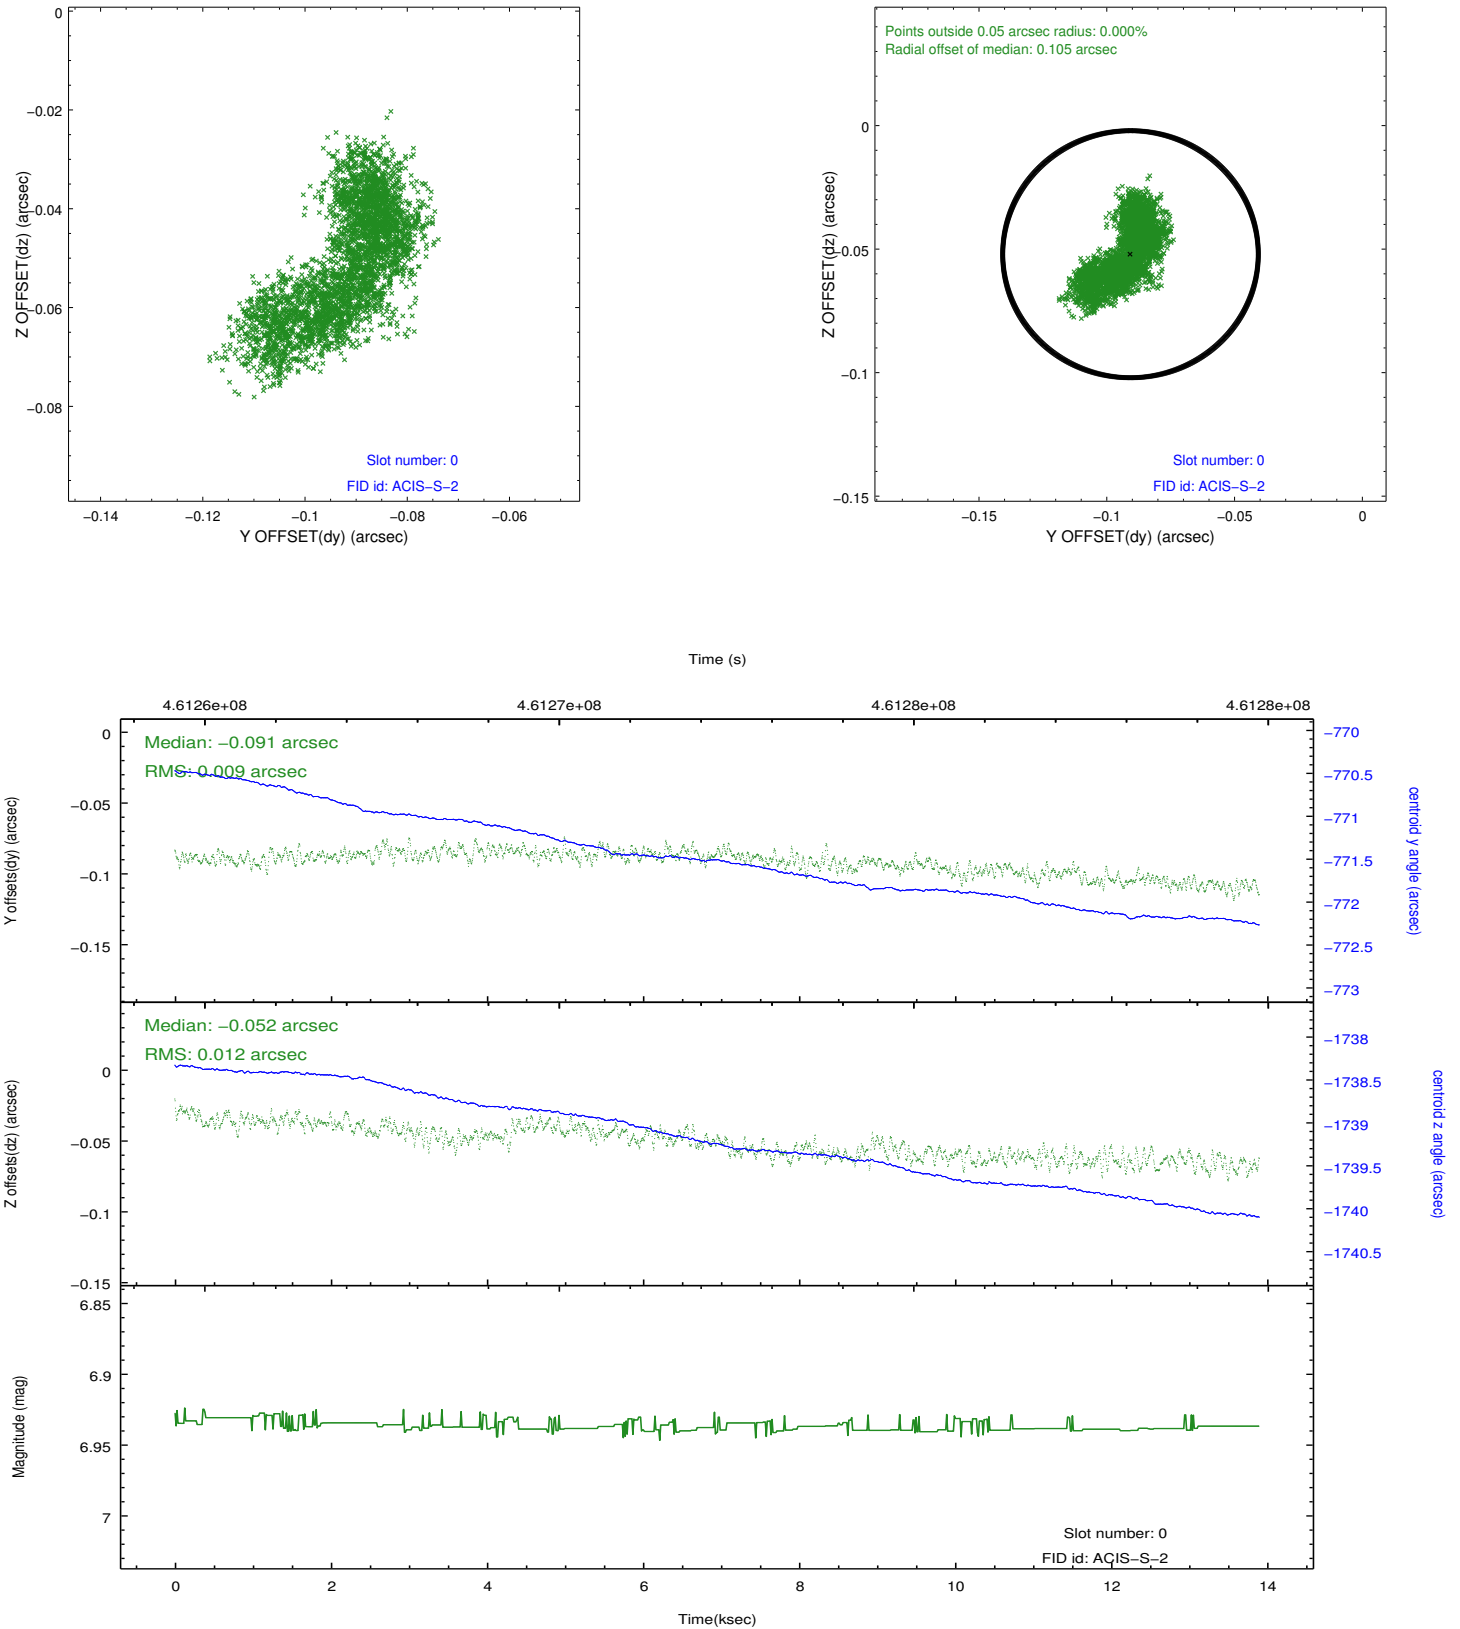 0
−0.02
−0.04
−0.06
−0.08
Z OFFSET(dz) (arcsec)
Slot number: 0
FID id: ACIS−S−2
−0.14
−0.12
−0.1
−0.08
−0.06
Y OFFSET(dy) (arcsec)
Points outside 0.05 arcsec radius: 0.000%
Radial offset of median: 0.105 arcsec
0
−0.05
−0.1
−0.15
Z OFFSET(dz) (arcsec)
Slot number: 0
FID id: ACIS−S−2
−0.15
−0.1
−0.05
0
Y OFFSET(dy) (arcsec)
Time (s)
4.6126e+08
4.6127e+08
4.6128e+08
4.6128e+08
Median: −0.091 arcsec
RMS: 0.009 arcsec
0
−0.05
−0.1
−0.15
Y offsets(dy) (arcsec)
−770
−770.5
−771
−771.5
−772
−772.5
−773
centroid y angle (arcsec)
Median: −0.052 arcsec
RMS: 0.012 arcsec
0
−0.05
−0.1
−0.15
Z offsets(dz) (arcsec)
−1738
−1738.5
−1739
−1739.5
−1740
−1740.5
centroid z angle (arcsec)
6.85
6.9
6.95
7
Magnitude (mag)
Slot number: 0
FID id: ACIS−S−2
0
2
4
6
8
10
12
14
Time(ksec)